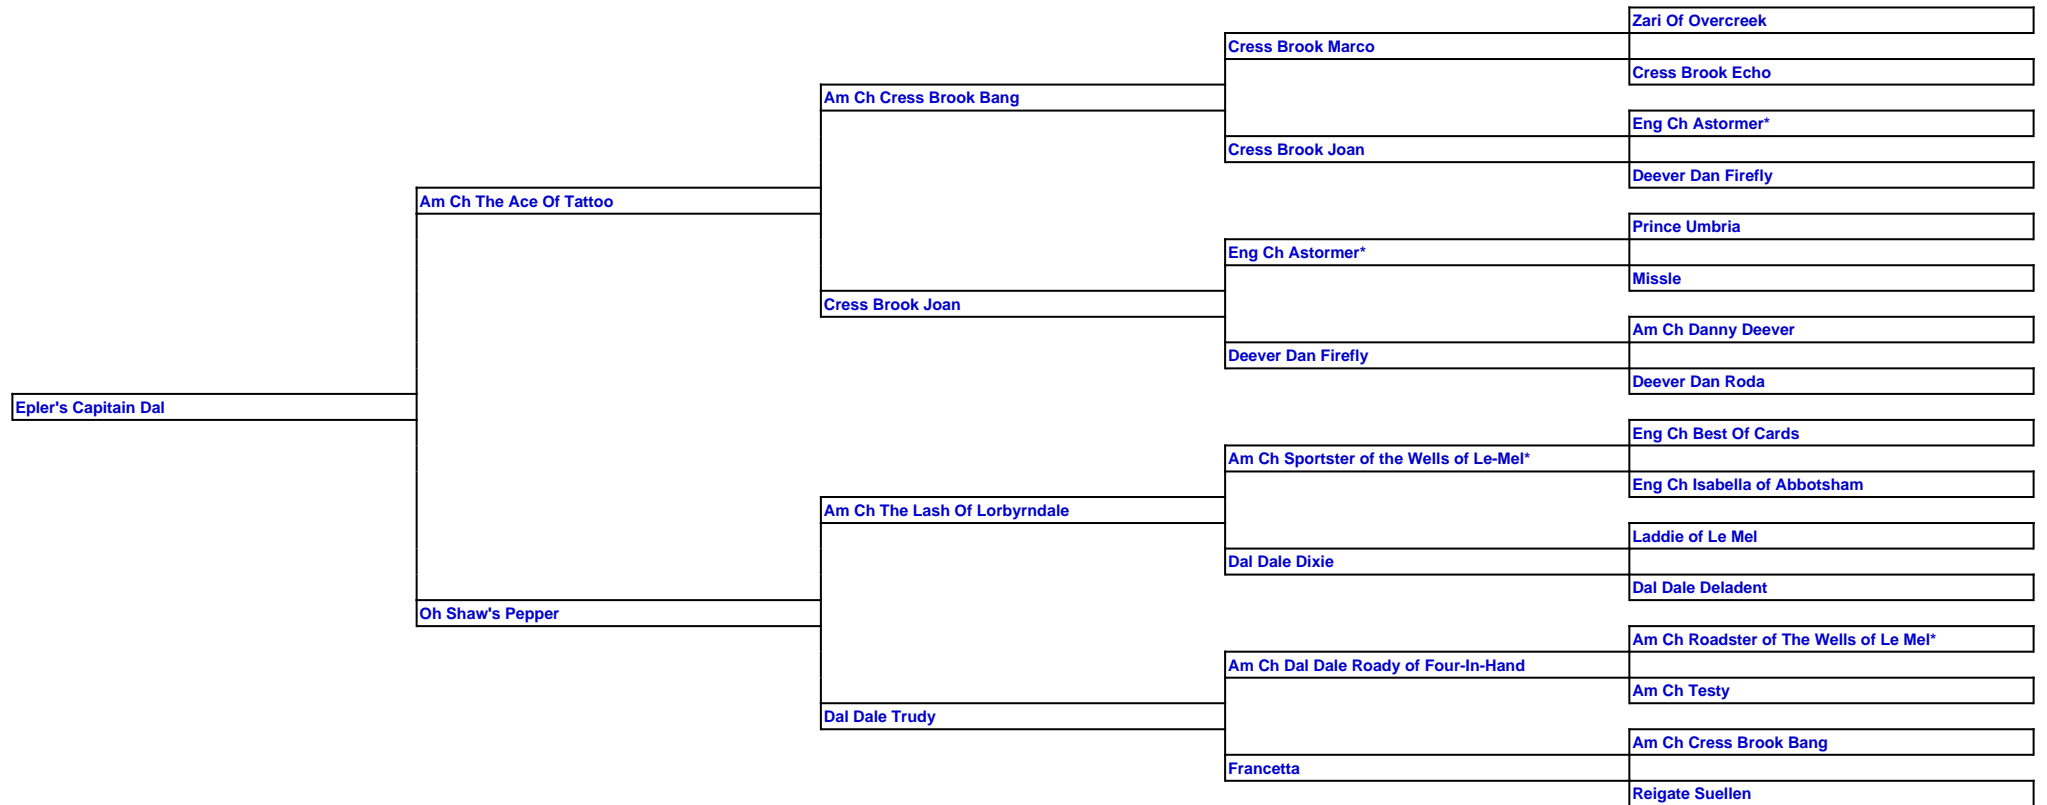 Zari Of Overcreek
Cress Brook Marco
Cress Brook Echo
Am Ch Cress Brook Bang
Eng Ch Astormer*
Cress Brook Joan
Deever Dan Firefly
Am Ch The Ace Of Tattoo
Prince Umbria
Eng Ch Astormer*
Missle
Cress Brook Joan
Am Ch Danny Deever
Deever Dan Firefly
Deever Dan Roda
Epler's Capitain Dal
Eng Ch Best Of Cards
Am Ch Sportster of the Wells of Le-Mel*
Eng Ch Isabella of Abbotsham
Am Ch The Lash Of Lorbyrndale
Laddie of Le Mel
Dal Dale Dixie
Dal Dale Deladent
Oh Shaw's Pepper
Am Ch Roadster of The Wells of Le Mel*
Am Ch Dal Dale Roady of Four-In-Hand
Am Ch Testy
Dal Dale Trudy
Am Ch Cress Brook Bang
Francetta
Reigate Suellen